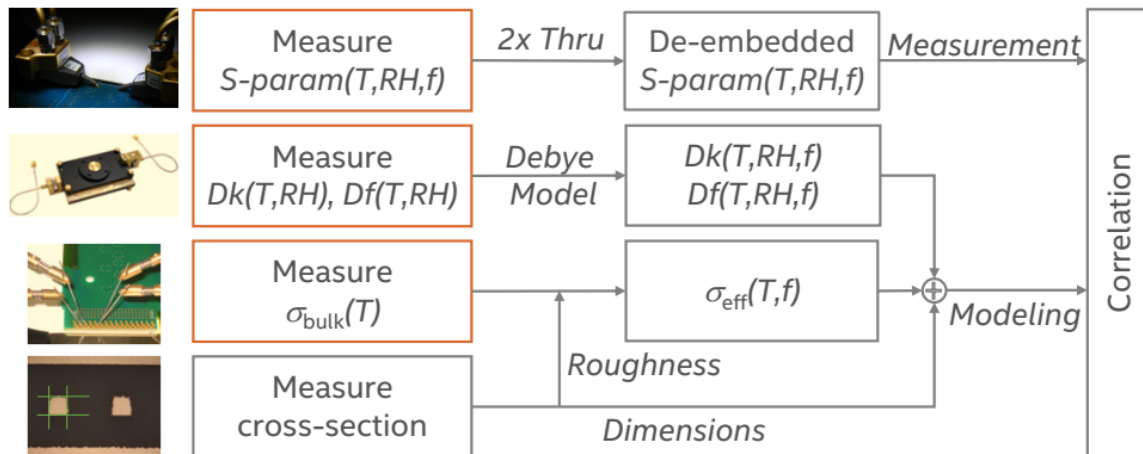 Measure
S-param(T,RH,f)
2x Thru
De-embedded
S-param(T,RH,f)
Measurement
Measure
Dk(T,RH), Df(T,RH)
Debye
Model
Dk(T,RH,f)
Df(T,RH,f)
Measure
σbulk(T)
σeff(T,f)
Modeling
Roughness
Measure
cross-section
Dimensions
Correlation